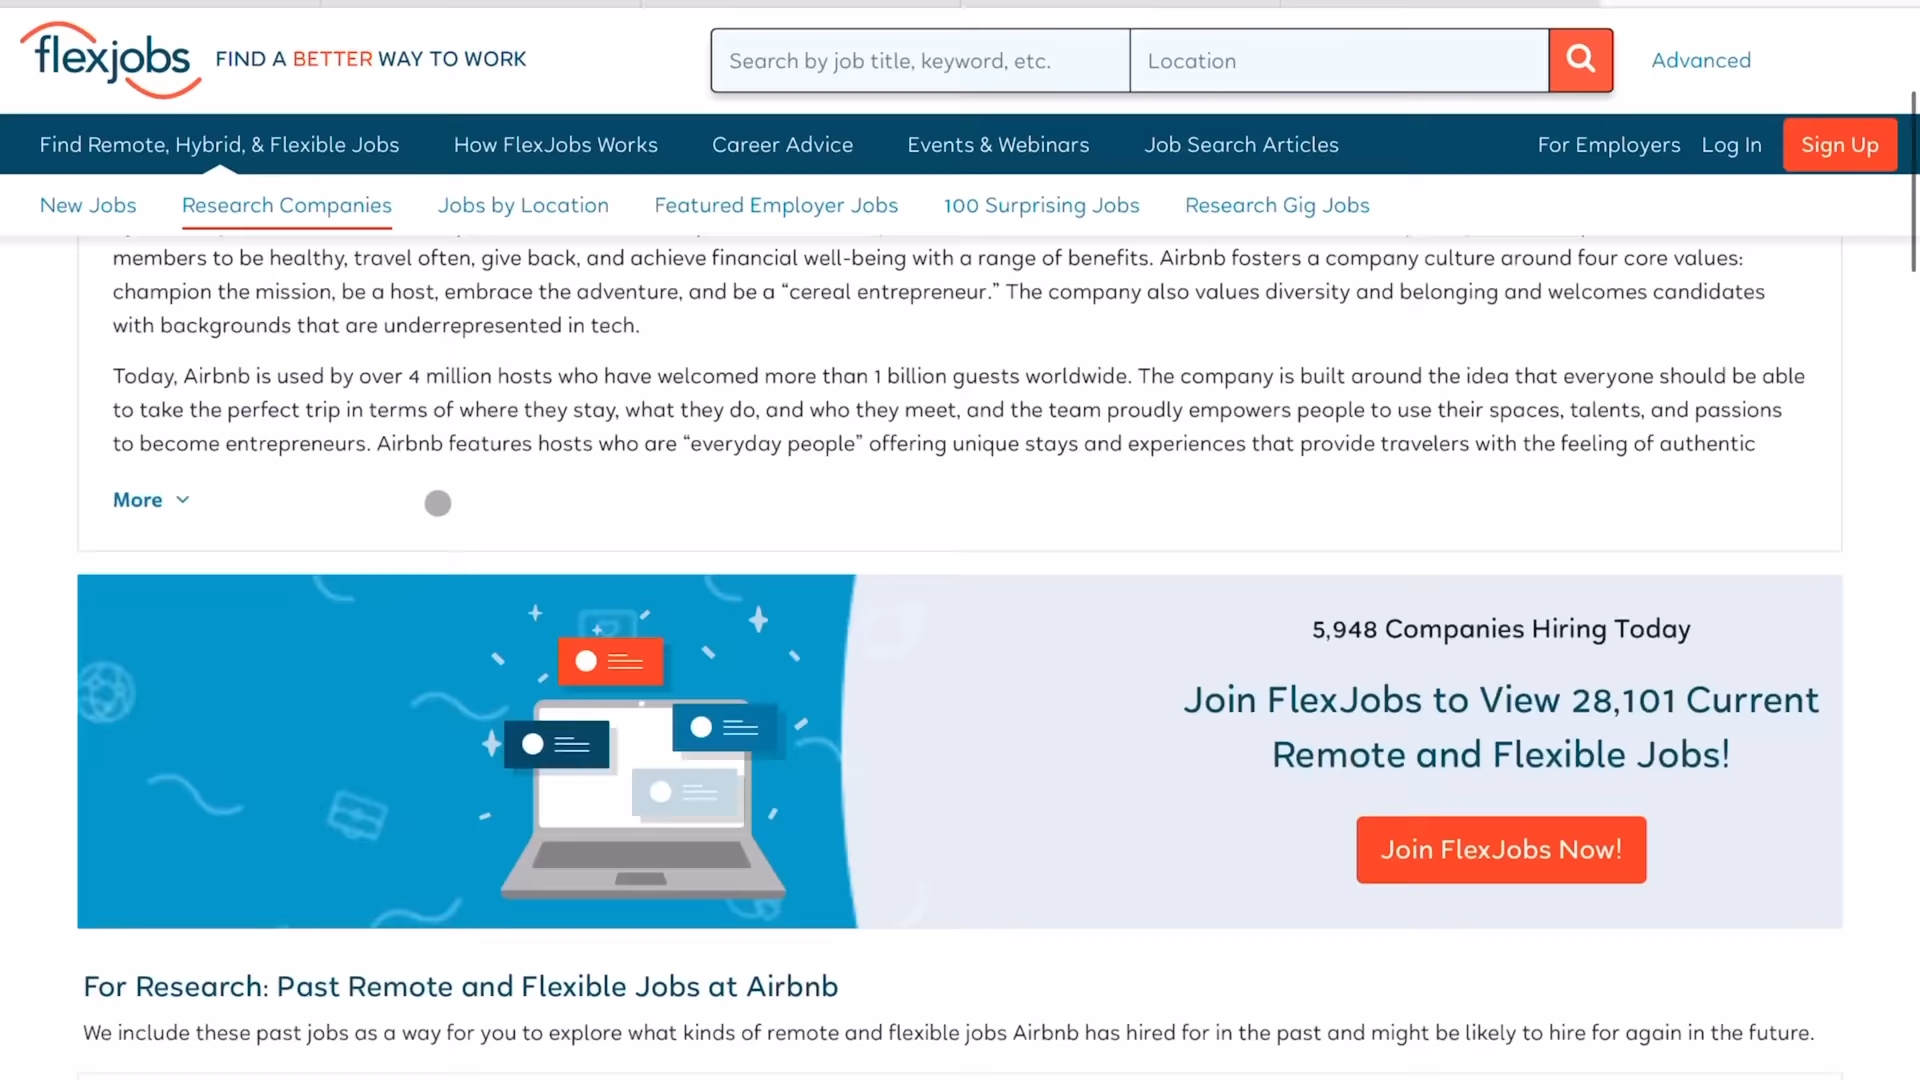 flexjobs FIND A BETTER WAY TO WORK
Search by job title, keyword, etc. Location Advanced
Find Remote, Hybrid, & Flexible Jobs How FlexJobs Works Career Advice Events & Webinars Job Search Articles For Employers Log In Sign Up
New Jobs Research Companies Jobs by Location Featured Employer Jobs 100 Surprising Jobs Research Gig Jobs
members to be healthy, travel often, give back, and achieve financial well-being with a range of benefits. Airbnb fosters a company culture around four core values:
champion the mission, be a host, embrace the adventure, and be a “cereal entrepreneur.” The company also values diversity and belonging and welcomes candidates
with backgrounds that are underrepresented in tech.
Today, Airbnb is used by over 4 million hosts who have welcomed more than 1 billion guests worldwide. The company is built around the idea that everyone should be able
to take the perfect trip in terms of where they stay, what they do, and who they meet, and the team proudly empowers people to use their spaces, talents, and passions
to become entrepreneurs. Airbnb features hosts who are “everyday people” offering unique stays and experiences that provide travelers with the feeling of authentic
More
5,948 Companies Hiring Today
Join FlexJobs to View 28,101 Current
Remote and Flexible Jobs!
Join FlexJobs Now!
For Research: Past Remote and Flexible Jobs at Airbnb
We include these past jobs as a way for you to explore what kinds of remote and flexible jobs Airbnb has hired for in the past and might be likely to hire for again in the future.